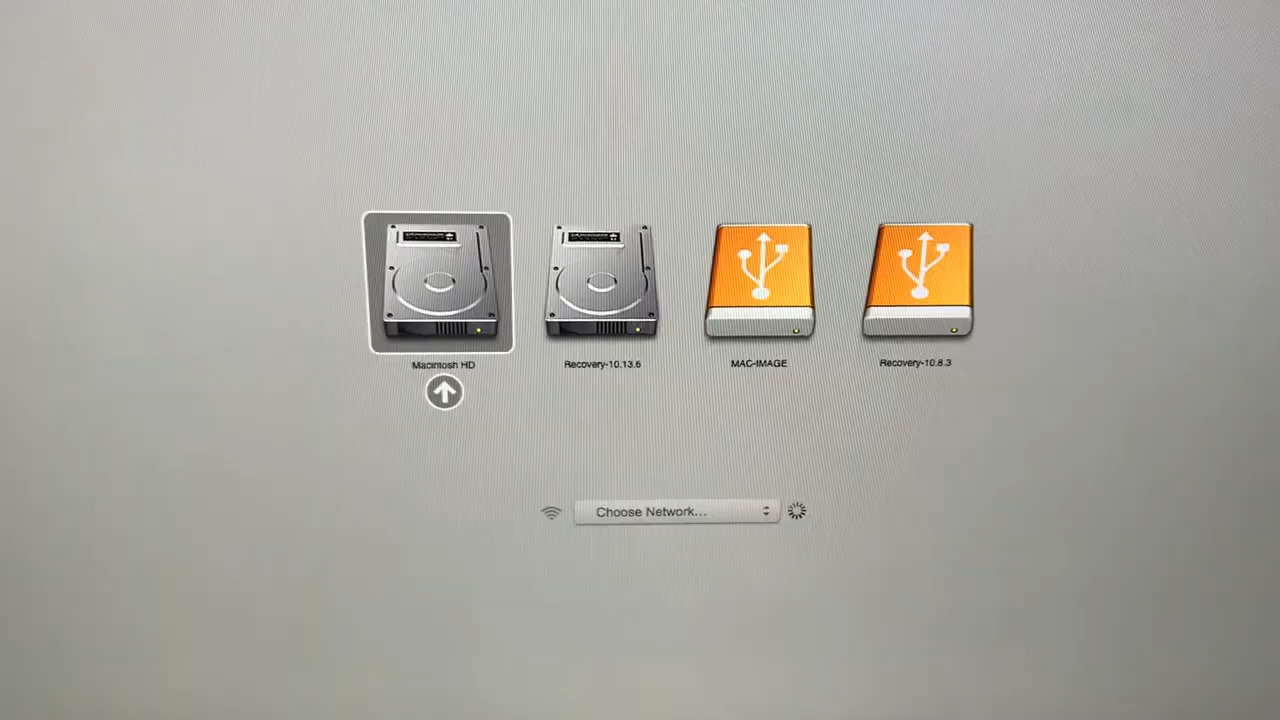 Macintosh HD
Recovery-10.13.6
MAC-IMAGE
Recovery-10.8.3
Choose Network...